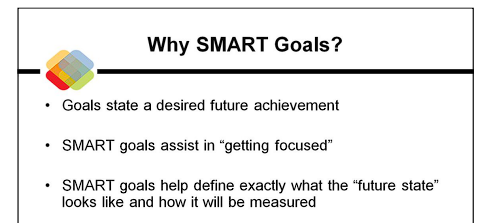 Why SMART Goals?
• Goals state a desired future achievement
• SMART goals assist in “getting focused”
• SMART goals help define exactly what the “future state”
looks like and how it will be measured